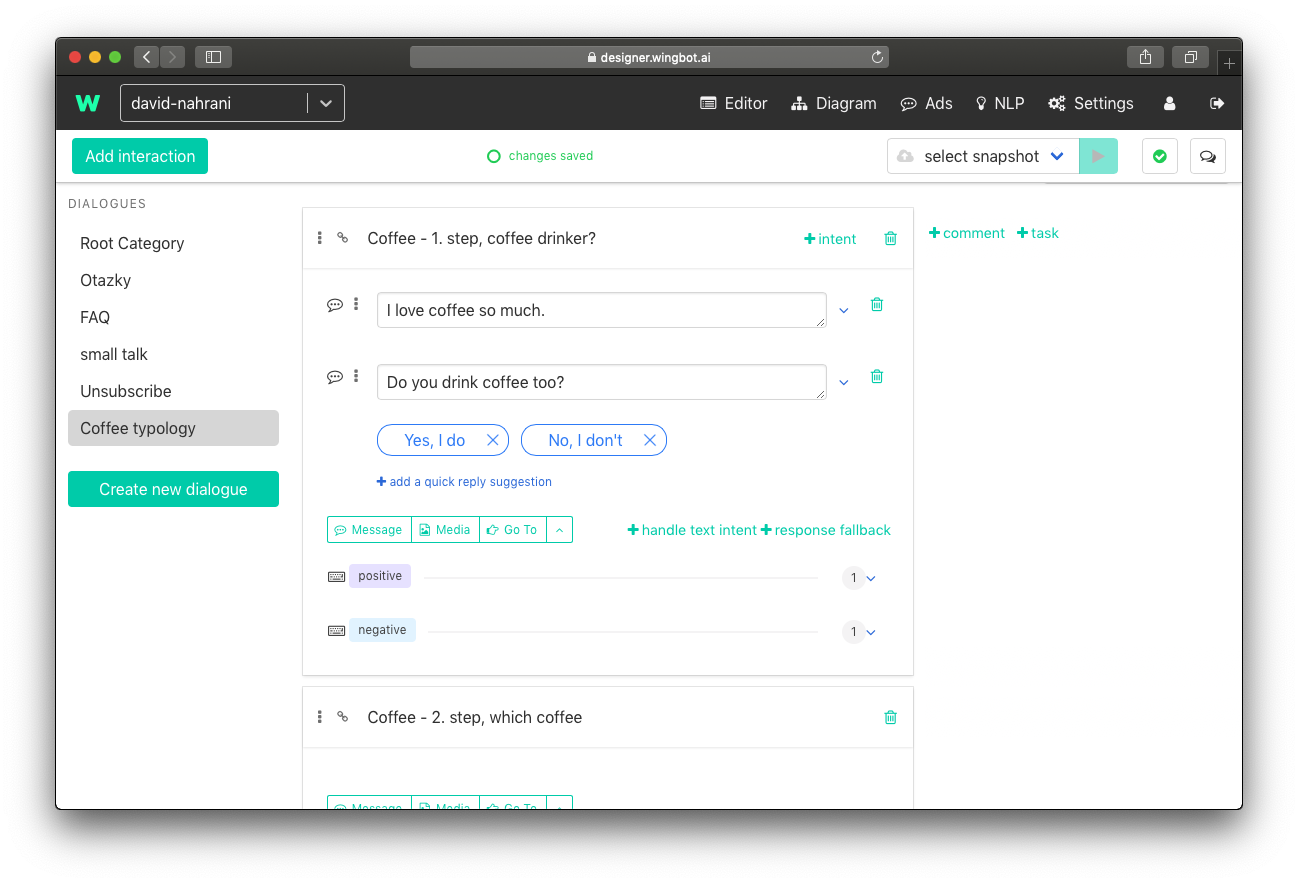 designer.wingbot.ai
W david-nahrani Editor Diagram Ads NLP Settings
Add interaction changes saved select snapshot
DIALOGUES
Root Category
Otazky
FAQ
small talk
Unsubscribe
Coffee typology
Create new dialogue
Coffee - 1. step, coffee drinker? +intent
I love coffee so much.
Do you drink coffee too?
Yes, I do No, I don't
+ add a quick reply suggestion
Message Media Go To +handle text intent +response fallback
positive 1
negative 1
Coffee - 2. step, which coffee
Message Media Go To
+comment +task